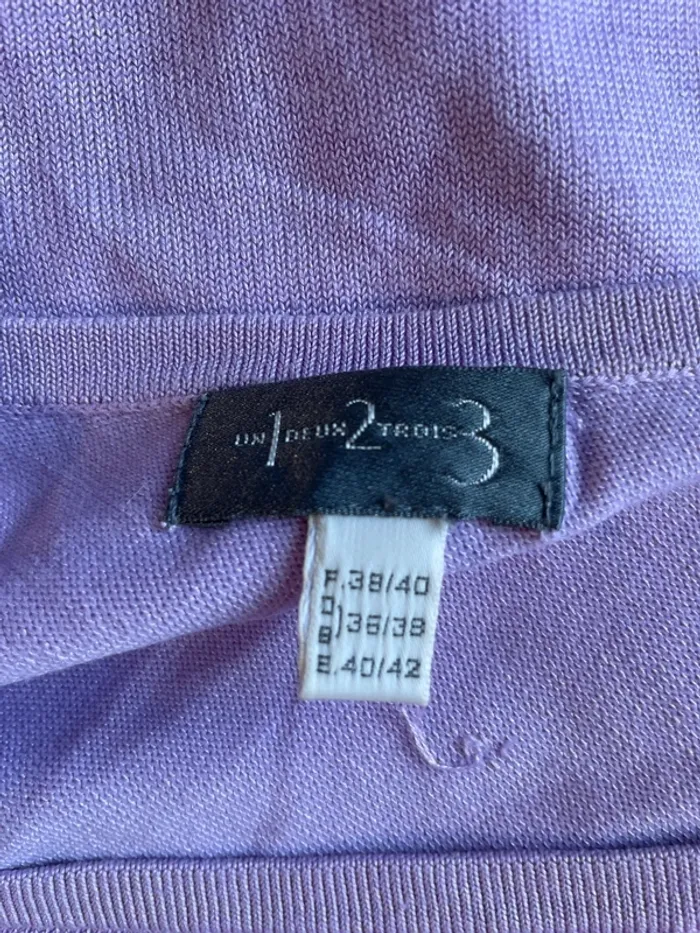 UN 1 DEUX 2 TROIS 3
F.38/40
D
B)36/38
E.40/42